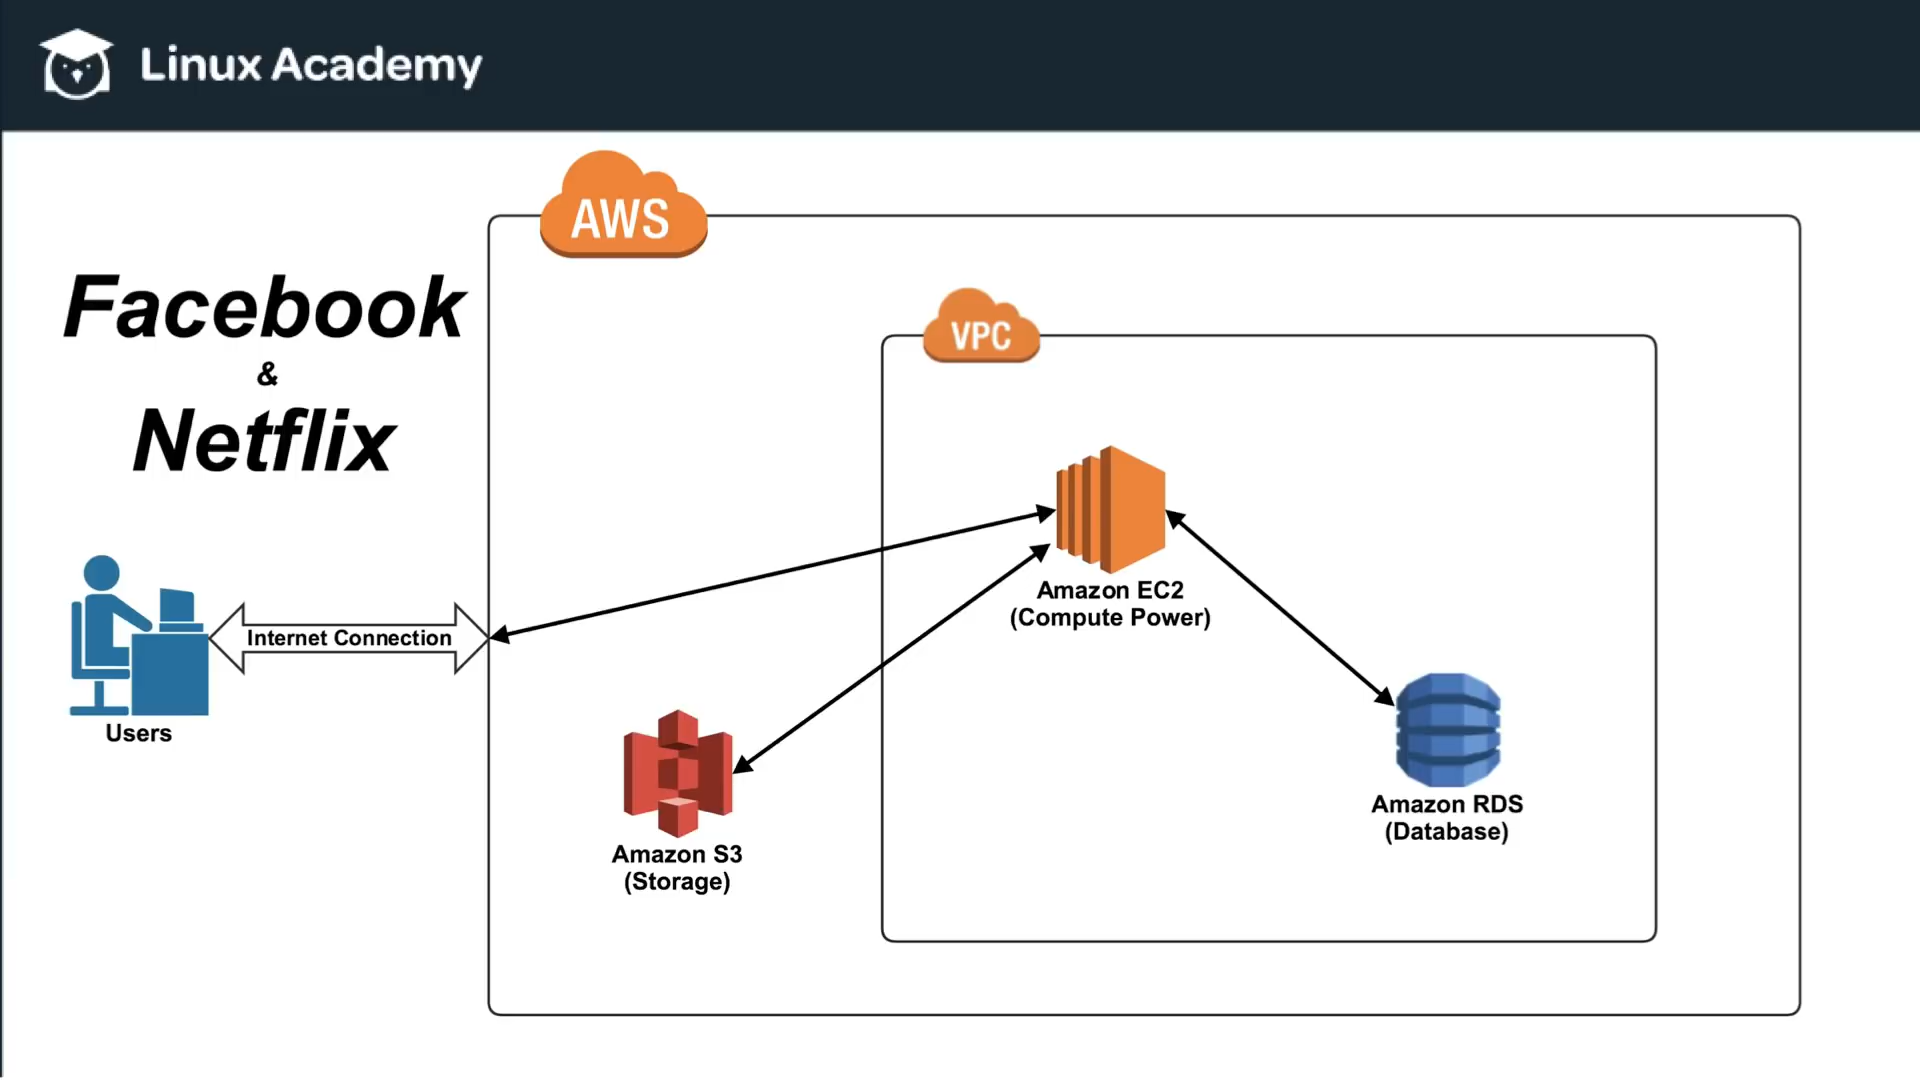 Linux Academy
AWS
Facebook
&
Netflix
VPC
Amazon EC2
(Compute Power)
Internet Connection
Users
Amazon RDS
(Database)
Amazon S3
(Storage)